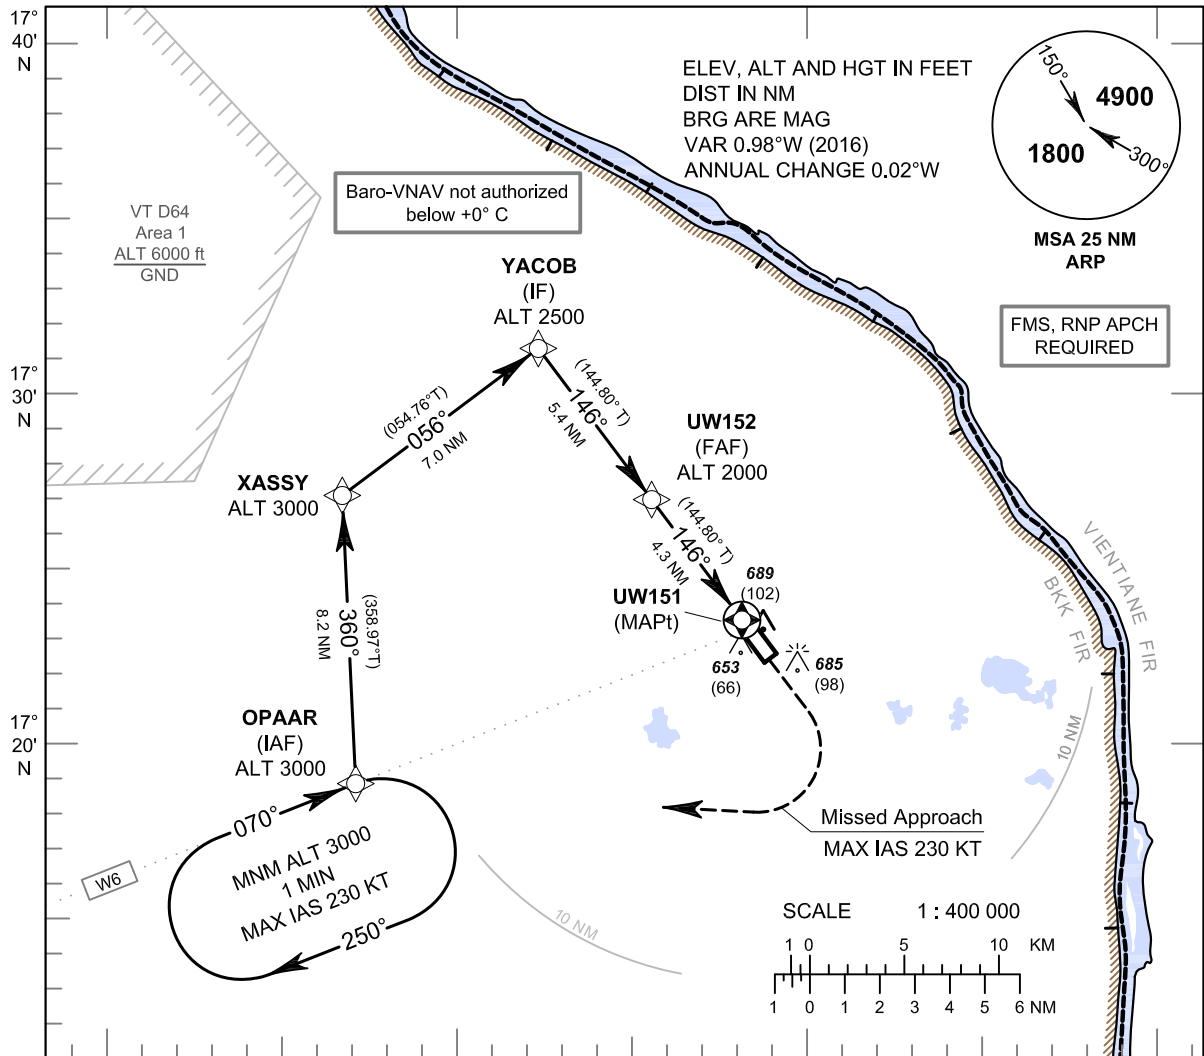 17°
40'
N
ELEV, ALT AND HGT IN FEET
DIST IN NM
BRG ARE MAG
VAR 0.98°W (2016)
ANNUAL CHANGE 0.02°W
150°
4900
1800
300°
MSA 25 NM
ARP
Baro-VNAV not authorized
below +0° C
VT D64
Area 1
ALT 6000 ft
GND
YACOB
(IF)
ALT 2500
FMS, RNP APCH
REQUIRED
17°
30'
N
(054.76°T)
056°
7.0 NM
(144.80° T)
146°
5.4 NM
UW152
(FAF)
ALT 2000
XASSY
ALT 3000
(144.80° T)
146°
4.3 NM
VIENTIANE FIR
BKK FIR
689
(102)
UW151
(MAPt)
653
(66)
685
(98)
(358.97°T)
360°
8.2 NM
17°
20'
N
OPAAR
(IAF)
ALT 3000
10 NM
070°
MNM ALT 3000
1 MIN
MAX IAS 230 KT
250°
W6
Missed Approach
MAX IAS 230 KT
10 NM
SCALE 1 : 400 000
1 0 5 10 KM
1 0 1 2 3 4 5 6 NM